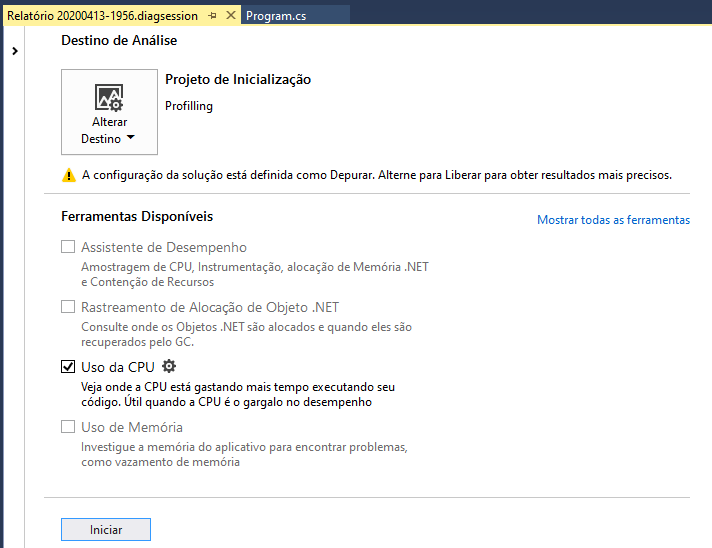 Relatório 20200413-1956.diagsession
Program.cs
Destino de Análise
Alterar
Destino
Projeto de Inicialização
Profilling
A configuração da solução está definida como Depurar. Alterne para Liberar para obter resultados mais precisos.
Ferramentas Disponíveis
Mostrar todas as ferramentas
Assistente de Desempenho
Amostragem de CPU, Instrumentação, alocação de Memória .NET
e Contenção de Recursos
Rastreamento de Alocação de Objeto .NET
Consulte onde os Objetos .NET são alocados e quando eles são
recuperados pelo GC.
Uso da CPU
Veja onde a CPU está gastando mais tempo executando seu
código. Útil quando a CPU é o gargalo no desempenho
Uso de Memória
Investigue a memória do aplicativo para encontrar problemas,
como vazamento de memória
Iniciar